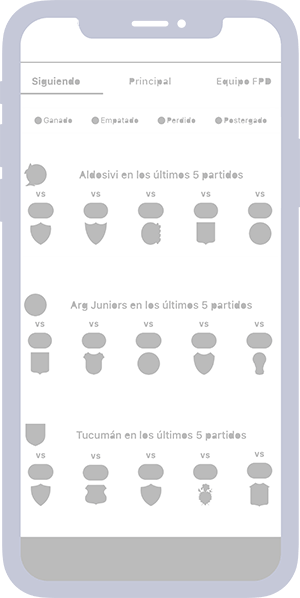 Siguiendo Principal Equipo FPD
Ganado Empatado Perdido Postergado
Aldosivi en los últimos 5 partidos
vs vs vs vs vs
Arg Juniors en los últimos 5 partidos
vs vs vs vs vs
Tucumán en los últimos 5 partidos
vs vs vs vs vs